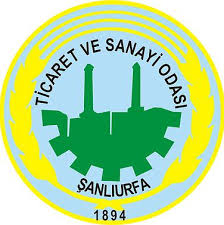 TİCARET VE SANAYİ ODASI
ŞANLIURFA
1894